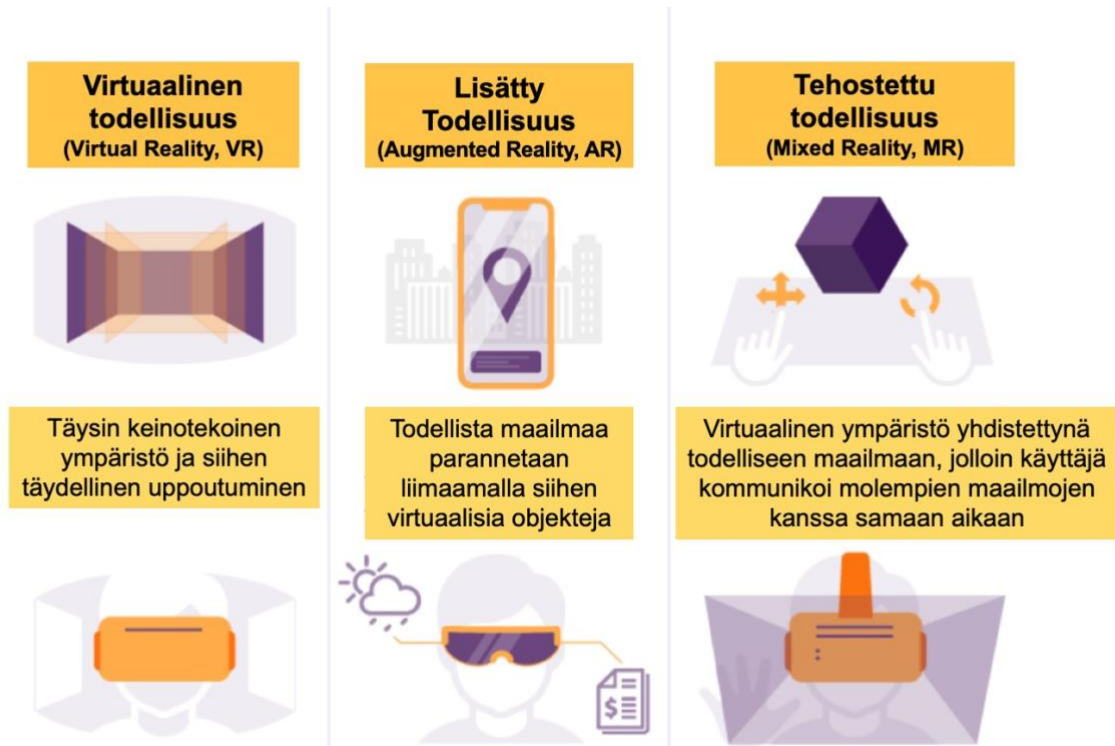 Virtuaalinen
todellisuus
(Virtual Reality, VR)
Täysin keinotekoinen
ympäristö ja siihen
täydellinen uppoutuminen
Lisätty
Todellisuus
(Augmented Reality, AR)
Todellista maailmaa
parannetaan
liimaamalla siihen
virtuaalisia objekteja
$
Tehostettu
todellisuus
(Mixed Reality, MR)
Virtuaalinen ympäristö yhdistettynä
todelliseen maailmaan, jolloin käyttäjä
kommunikoi molempien maailmojen
kanssa samaan aikaan